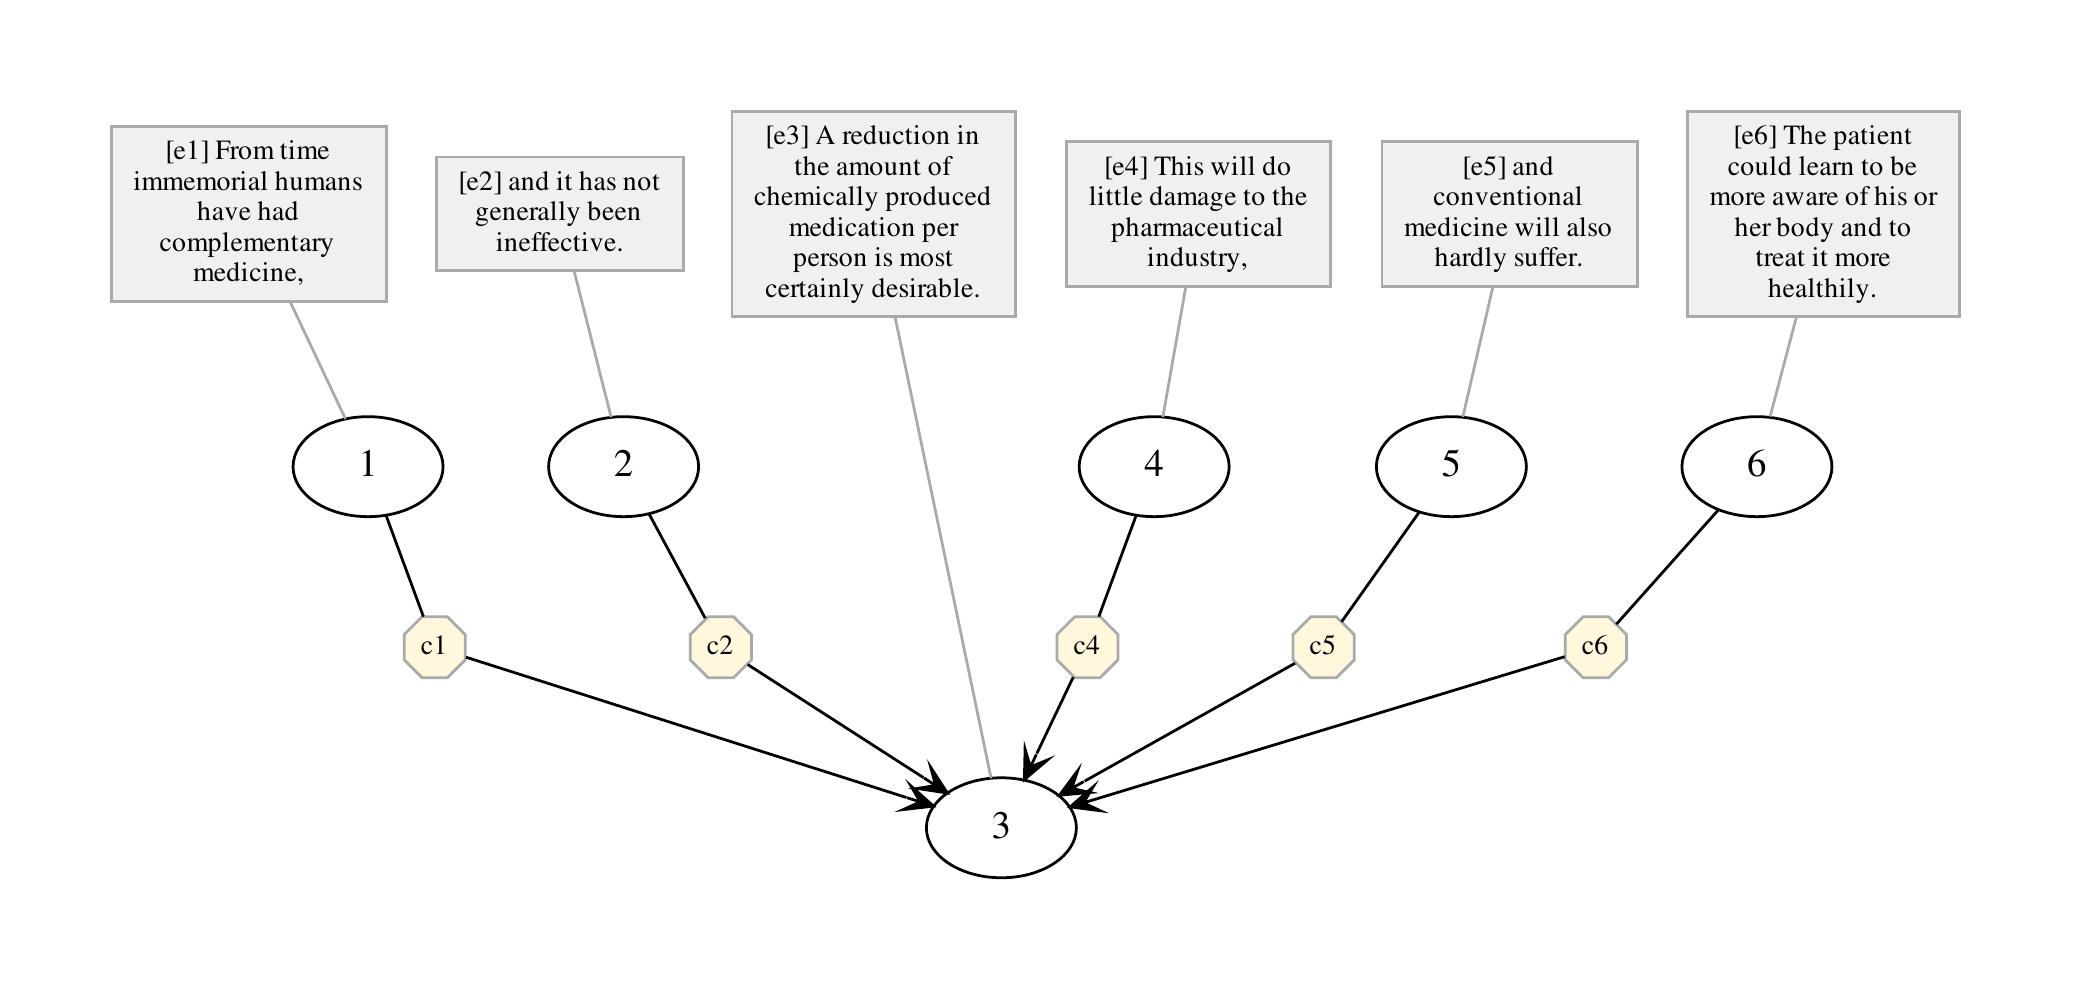 [e1] From time
immemorial humans
have had
complementary
medicine,
[e2] and it has not
generally been
ineffective.
[e3] A reduction in
the amount of
chemically produced
medication per
person is most
certainly desirable.
[e4] This will do
little damage to the
pharmaceutical
industry,
[e5] and
conventional
medicine will also
hardly suffer.
[e6] The patient
could learn to be
more aware of his or
her body and to
treat it more
healthily.
1
2
4
5
6
c1
c2
c4
c5
c6
3